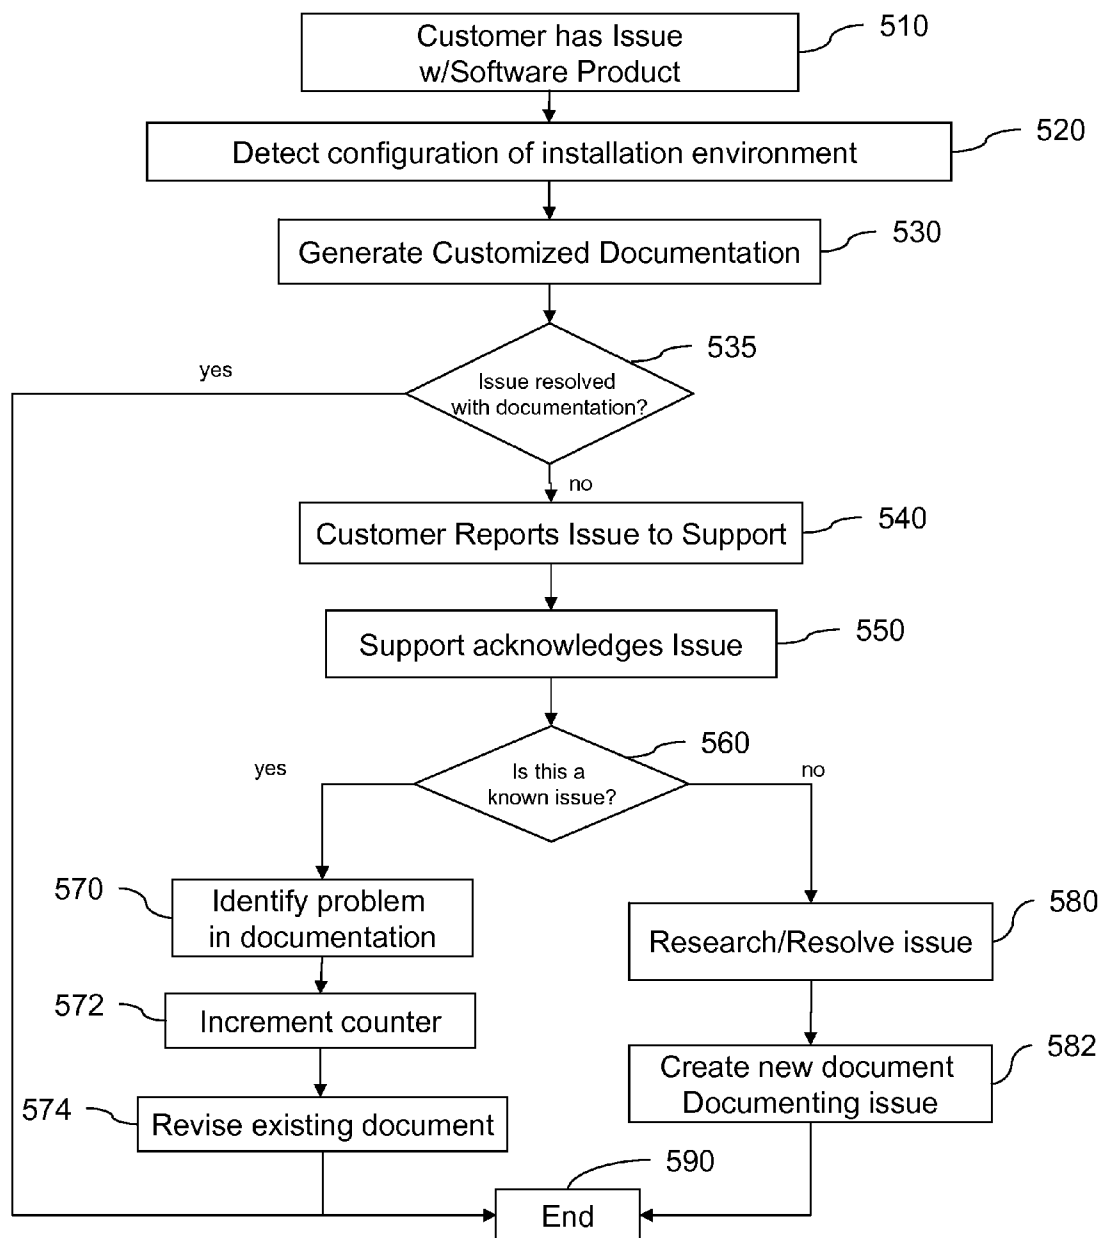 Customer has Issue
w/Software Product
510
520
Detect configuration of installation environment
530
Generate Customized Documentation
535
yes
Issue resolved
with documentation?
no
540
Customer Reports Issue to Support
550
Support acknowledges Issue
560
yes
Is this a
known issue?
no
570
Identify problem
in documentation
580
Research/Resolve issue
572
Increment counter
582
Create new document
Documenting issue
574
Revise existing document
590
End